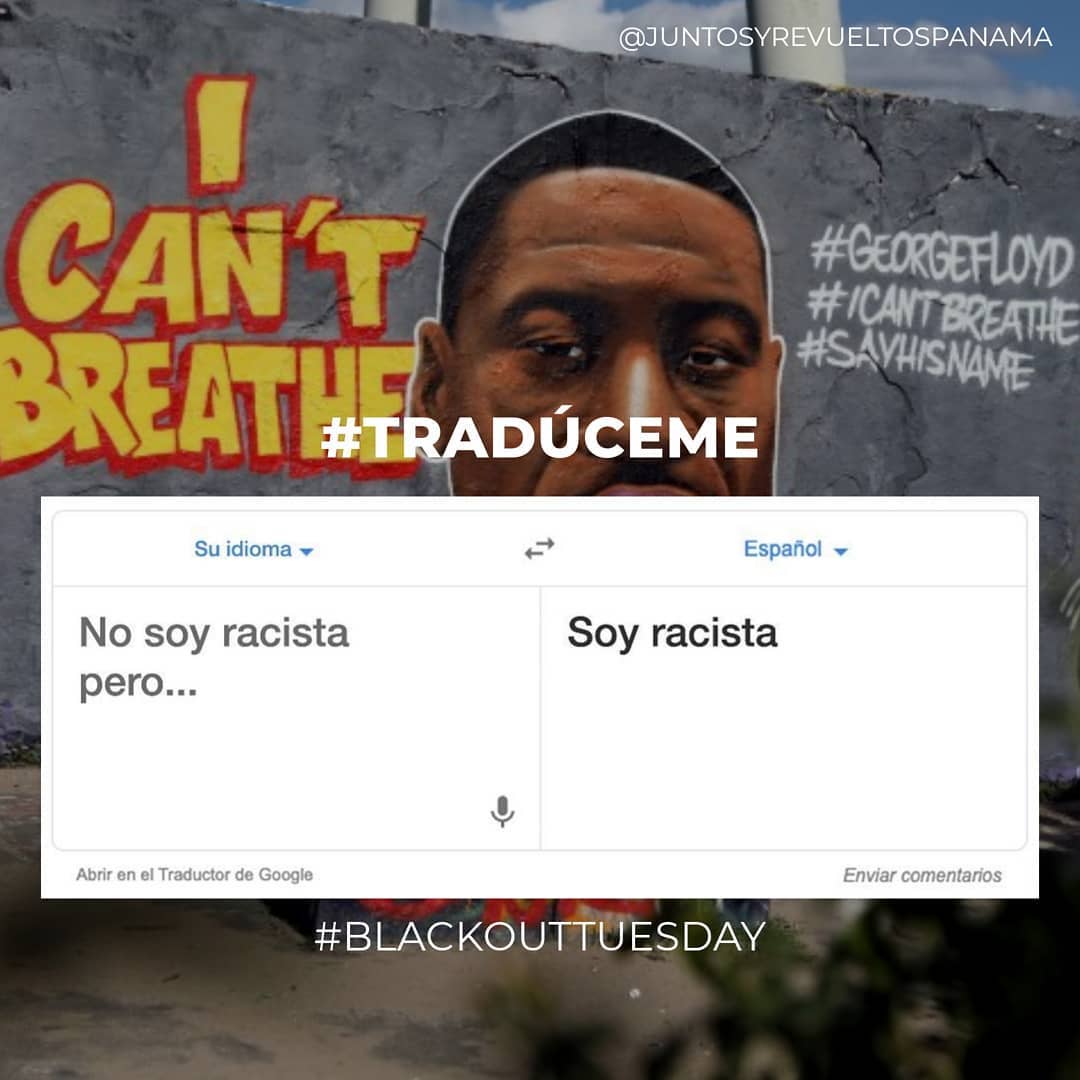 @JUNTOSYREVUELTOSPANAMA
I
CAN'T
BREATHE
#GEORGEFLOYD
#ICANTBREATHE
#SAYHISNAME
#TRADÚCEME
Su idioma
Español
No soy racista
pero...
Soy racista
Abrir en el Traductor de Google
Enviar comentarios
#BLACKOUTTUESDAY